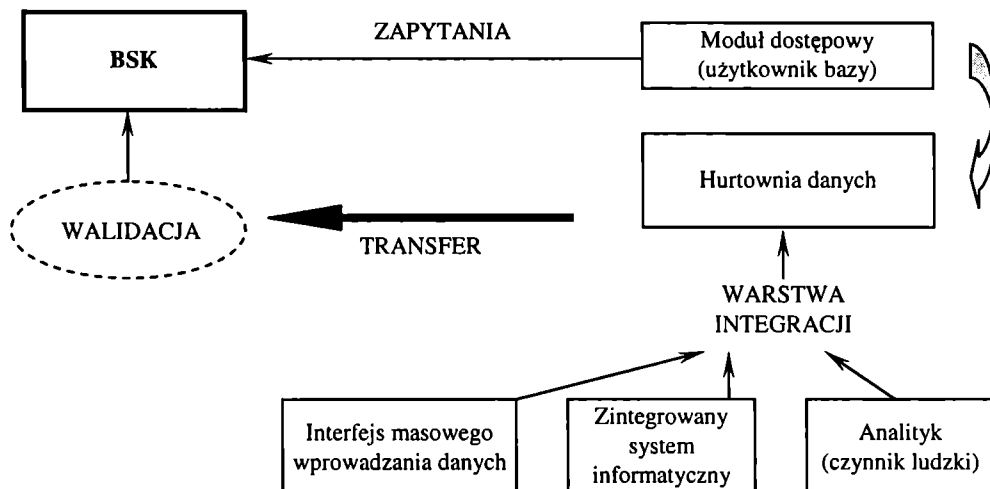 ZAPYTANIA
BSK
Moduł dostępowy
(użytkownik bazy)
Hurtownia danych
WALIDACJA
TRANSFER
WARSTWA
INTEGRACJI
Interfejs masowego
wprowadzania danych
Zintegrowany
system
informatyczny
Analityk
(czynnik ludzki)